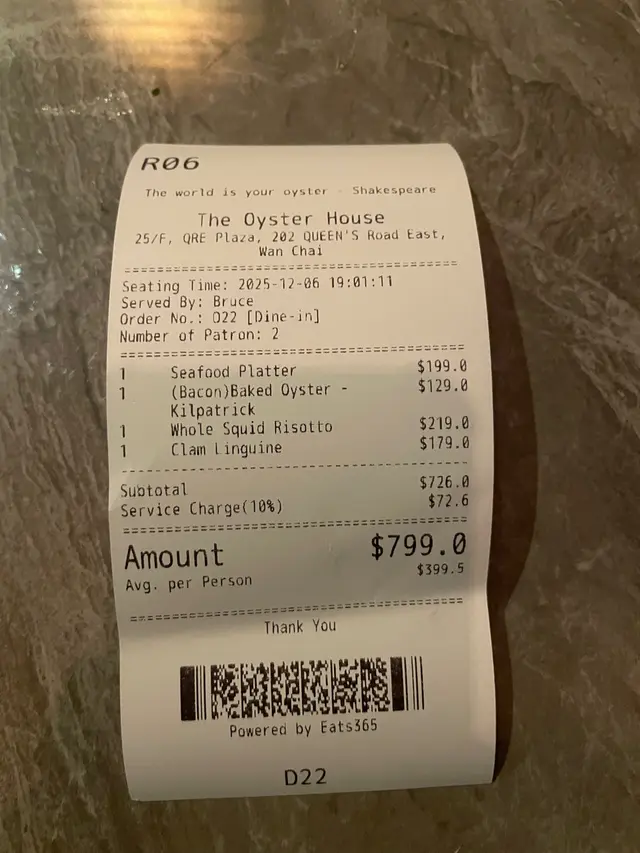 R06
The world is your oyster - Shakespeare
The Oyster House
25/F, QRE Plaza, 202 QUEEN'S Road East,
Wan Chai
Seating Time: 2025-12-06 19:01:11
Served By: Bruce
Order No.: D22 [Dine-in]
Number of Patron: 2
1 Seafood Platter $199.0
1 (Bacon)Baked Oyster - $129.0
Kilpatrick
1 Whole Squid Risotto $219.0
1 Clam Linguine $179.0
Subtotal $726.0
Service Charge(10%) $72.6
Amount $799.0
Avg. per Person $399.5
Thank You
Powered by Eats365
D22